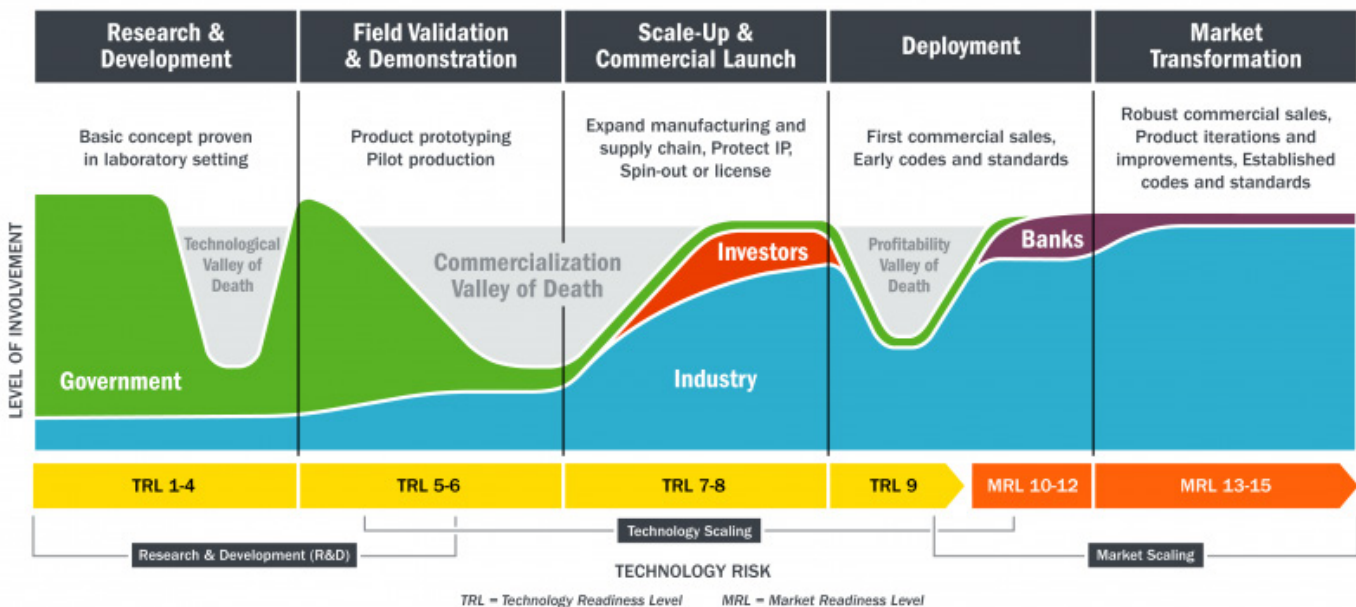 Research &
Development
Field Validation
& Demonstration
Scale-Up &
Commercial Launch
Deployment
Market
Transformation
Basic concept proven
in laboratory setting
Product prototyping
Pilot production
Expand manufacturing and
supply chain, Protect IP,
Spin-out or license
First commercial sales,
Early codes and standards
Robust commercial sales,
Product iterations and
improvements, Established
codes and standards
LEVEL OF INVOLVEMENT
Technological
Valley of
Death
Commercialization
Valley of Death
Investors
Profitability
Valley of
Death
Banks
Government
Industry
TRL 1-4
TRL 5-6
TRL 7-8
TRL 9
MRL 10-12
MRL 13-15
Technology Scaling
Research & Development (R&D)
Market Scaling
TECHNOLOGY RISK
TRL = Technology Readiness Level
MRL = Market Readiness Level